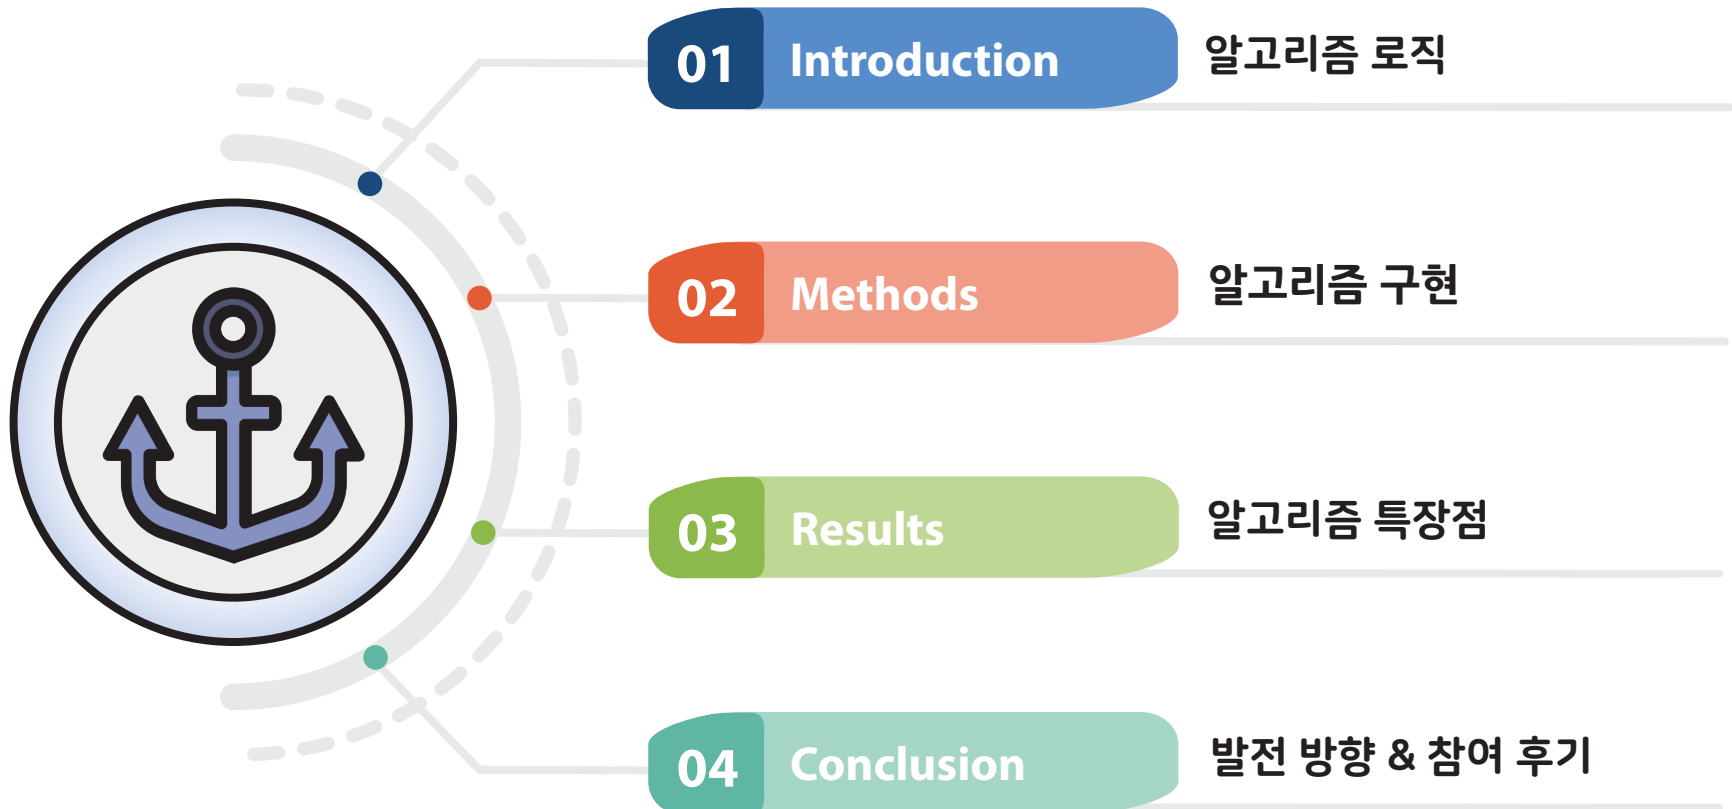 01 Introduction 알고리즘 로직
02 Methods 알고리즘 구현
03 Results 알고리즘 특장점
04 Conclusion 발전 방향 & 참여 후기